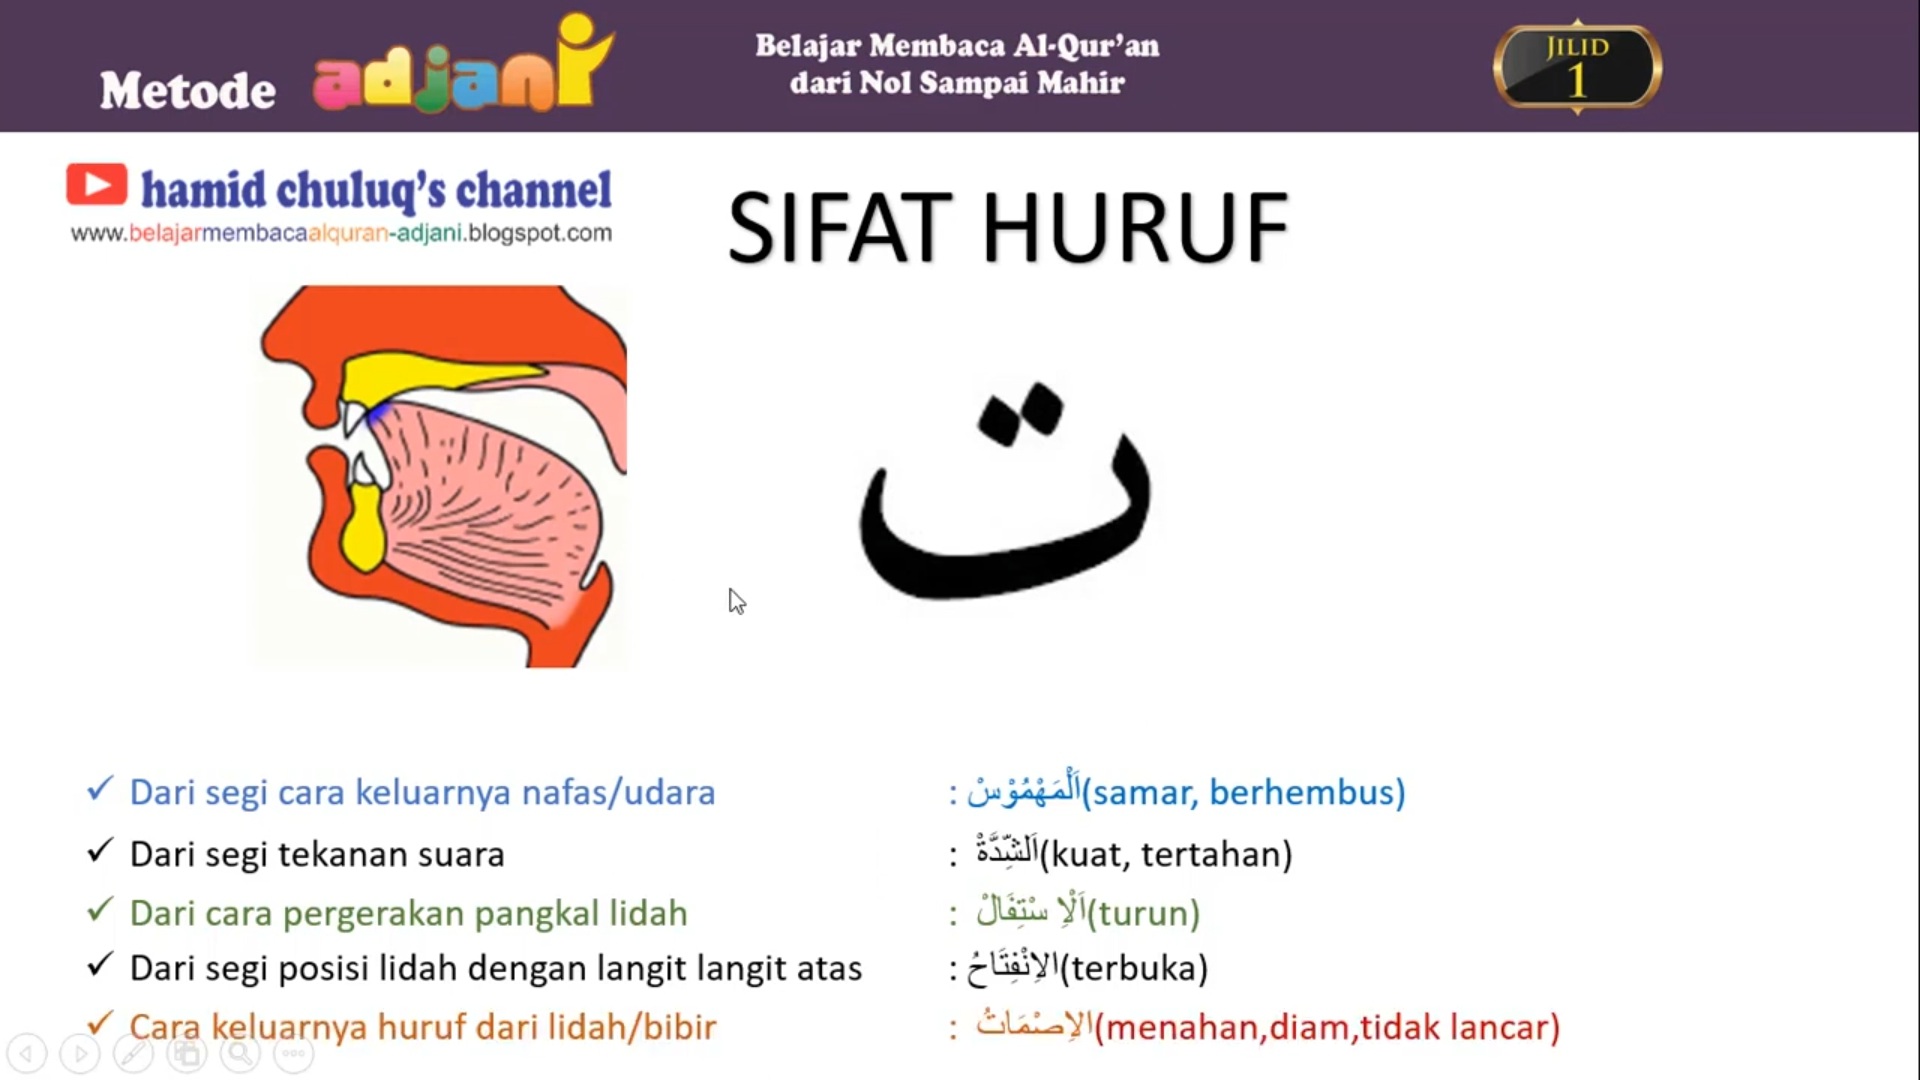 Metode adjani
Belajar Membaca Al-Qur'an
dari Nol Sampai Mahir
JILID
1
hamid chuluq's channel
www.belajarmembacaalquran-adjani.blogspot.com
SIFAT HURUF
ت
✓ Dari segi cara keluarnya nafas/udara : اَلْمَهْمُوْسْ(samar, berhembus)
✓ Dari segi tekanan suara : اَلشِّدَّةْ(kuat, tertahan)
✓ Dari cara pergerakan pangkal lidah : اَلْاِ سْتِفَالْ(turun)
✓ Dari segi posisi lidah dengan langit langit atas : الاِنْفِتَاحُ(terbuka)
✓ Cara keluarnya huruf dari lidah/bibir : الاِصْمَاتُ(menahan,diam,tidak lancar)